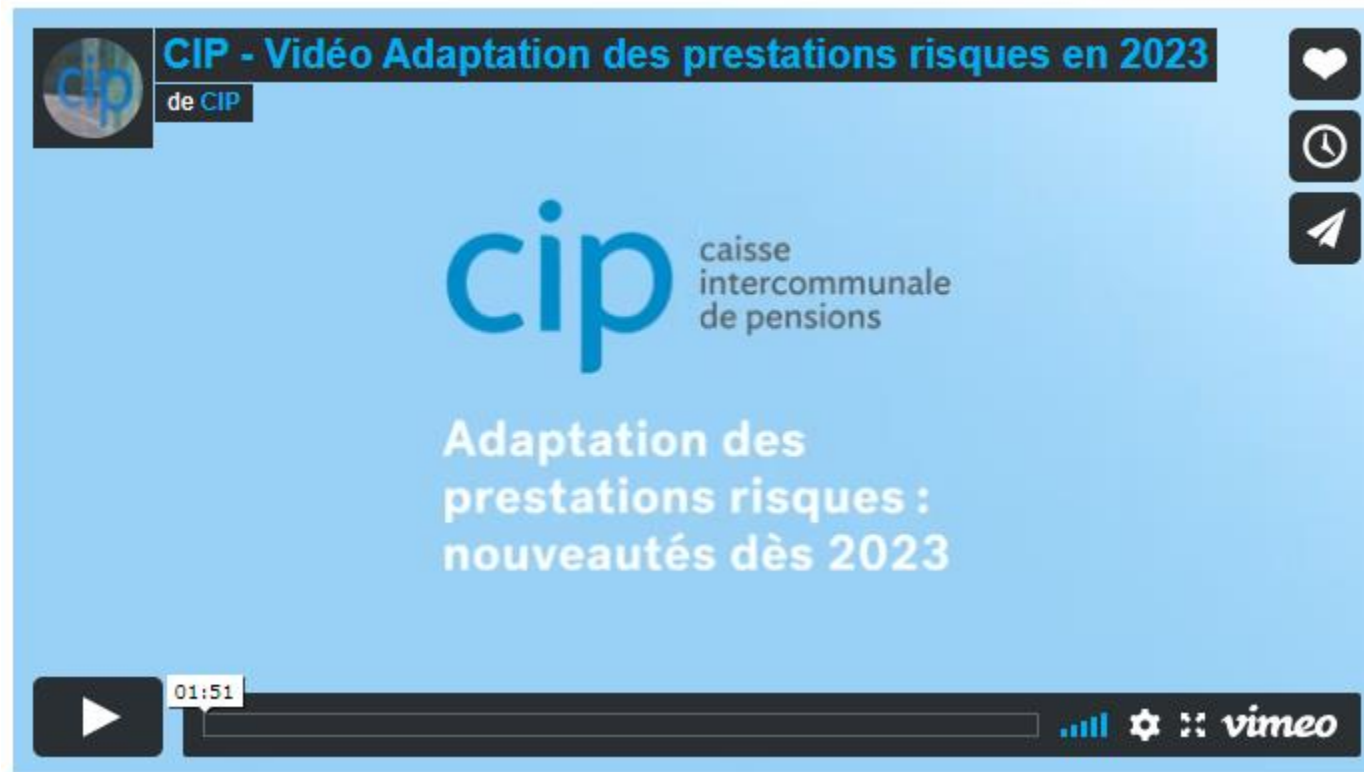 cip
CIP - Vidéo Adaptation des prestations risques en 2023
de CIP
cip
caisse
intercommunale
de pensions
Adaptation des
prestations risques :
nouveautés dès 2023
01:51
vimeo